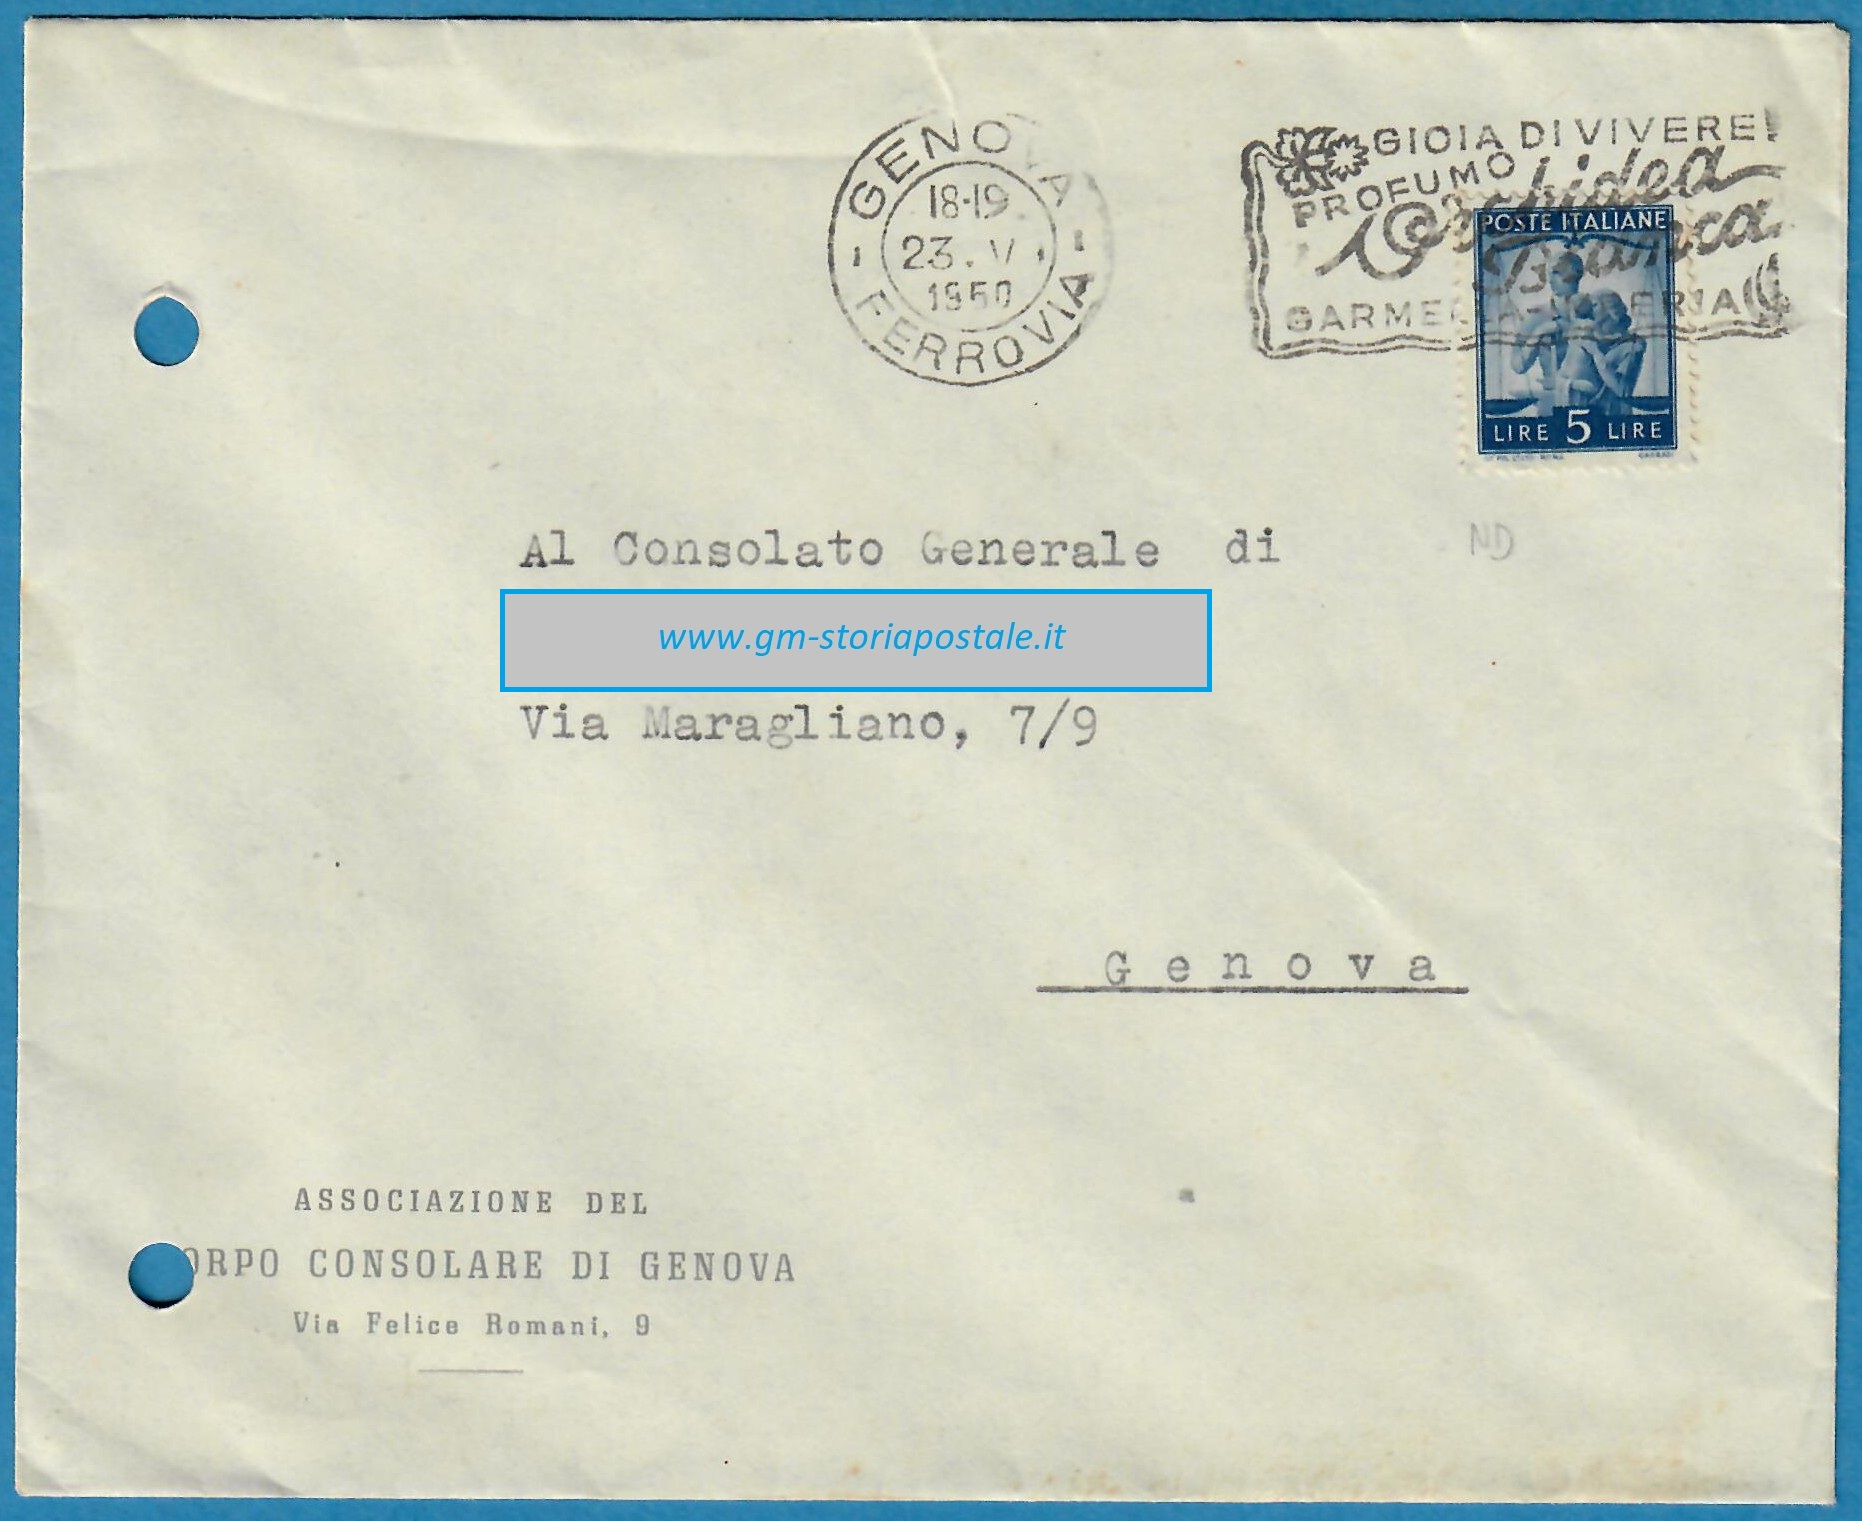 GENOVA
18-19
23. V.
1950
FERROVIA
GIOIA DI VIVERE!
PROFUMO
Orchidea
Bianca
POSTE ITALIANE
LIRE 5 LIRE
Al Consolato Generale di
ND
www.gm-storiapostale.it
Via Maragliano, 7/9
Genova
ASSOCIAZIONE DEL
ORPO CONSOLARE DI GENOVA
Via Felice Romani, 9